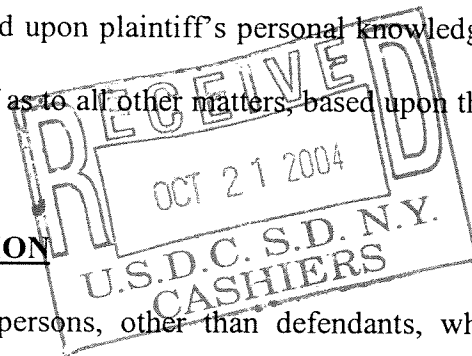 d upon plaintiff's personal knowledg
as to all other matters, based upon th
RECEIVED
OCT 21 2004
U.S.D.C. S.D. N.Y.
CASHIERS
ION
persons, other than defendants, wh